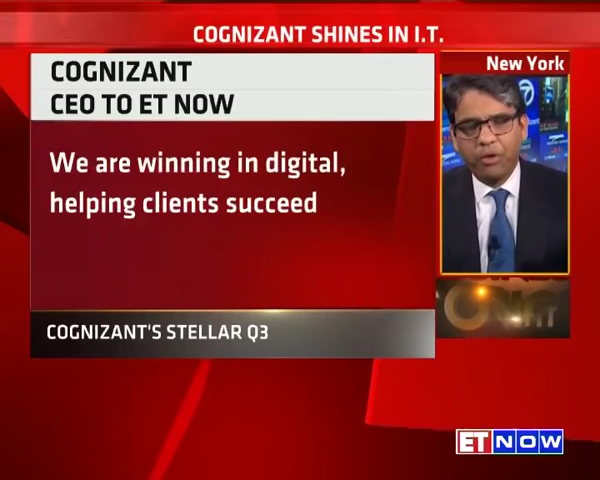 COGNIZANT SHINES IN I.T.
COGNIZANT
CEO TO ET NOW
New York
We are winning in digital,
helping clients succeed
COGNIZANT'S STELLAR Q3
ET NOW